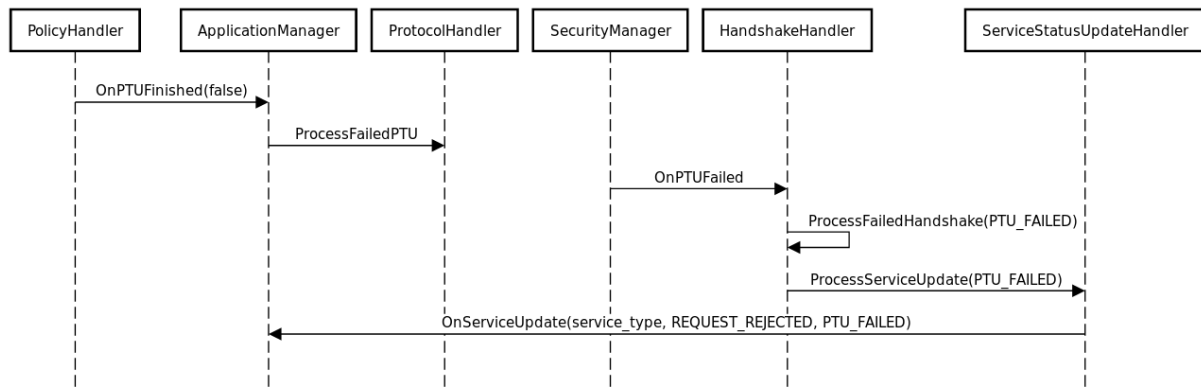 PolicyHandler
ApplicationManager
ProtocolHandler
SecurityManager
HandshakeHandler
ServiceStatusUpdateHandler
OnPTUFinished(false)
ProcessFailedPTU
OnPTUFailed
ProcessFailedHandshake(PTU_FAILED)
ProcessServiceUpdate(PTU_FAILED)
OnServiceUpdate(service_type, REQUEST_REJECTED, PTU_FAILED)